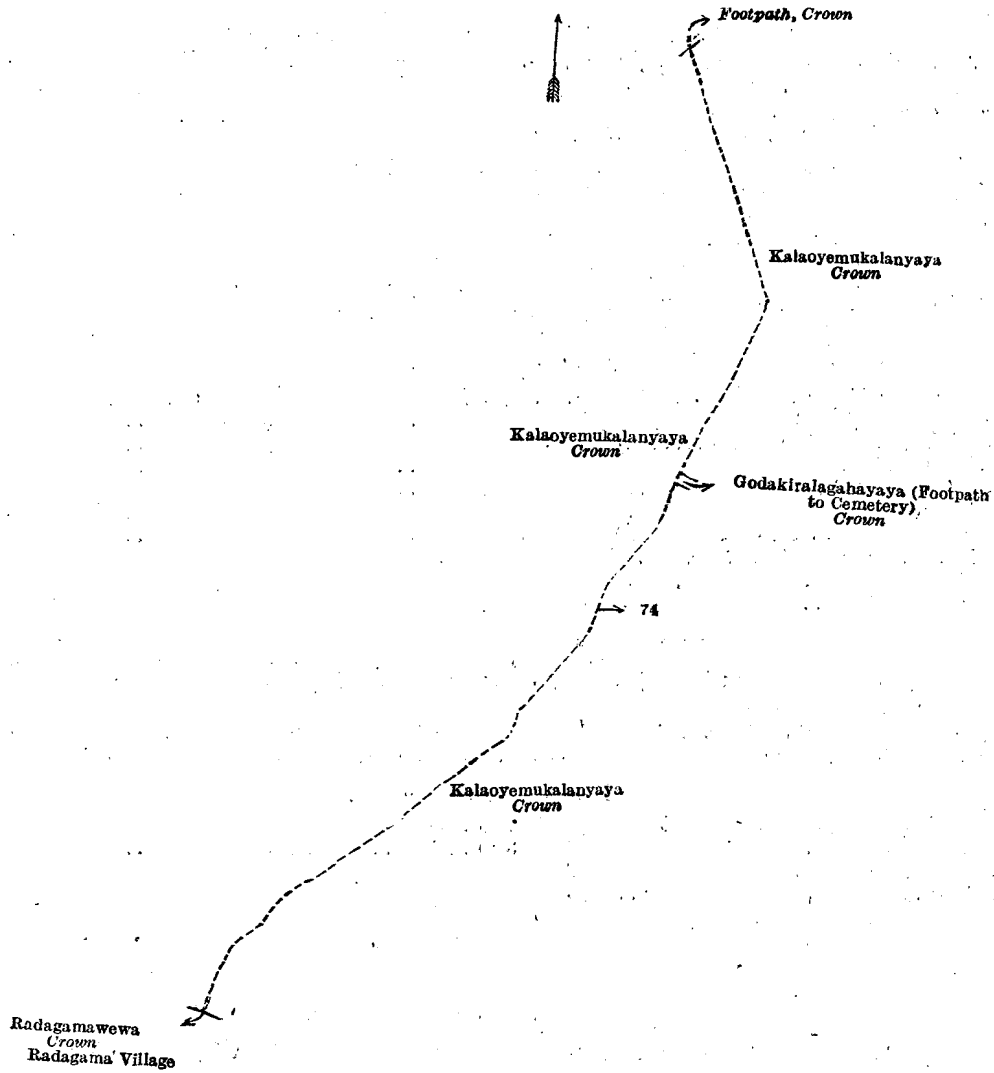 Footpath, Crown
Kalaoyemukalanyaya
Crown
Kalaoyemukalanyaya
Crown
Godakiralagahayaya (Footpath
to Cemetery)
Crown
74
Kalaoyemukalanyaya
Crown
Radagamawewa
Crown
Radagama Village